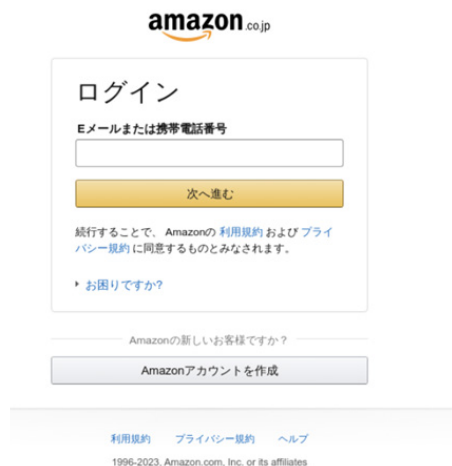 amazon.co.jp
ログイン
Eメールまたは携帯電話番号
次へ進む
続行することで、 Amazonの 利用規約 および プライ
バシー規約 に同意するものとみなされます。
お困りですか?
Amazonの新しいお客様ですか？
Amazonアカウントを作成
利用規約 プライバシー規約 ヘルプ
1996-2023, Amazon.com, Inc. or its affiliates